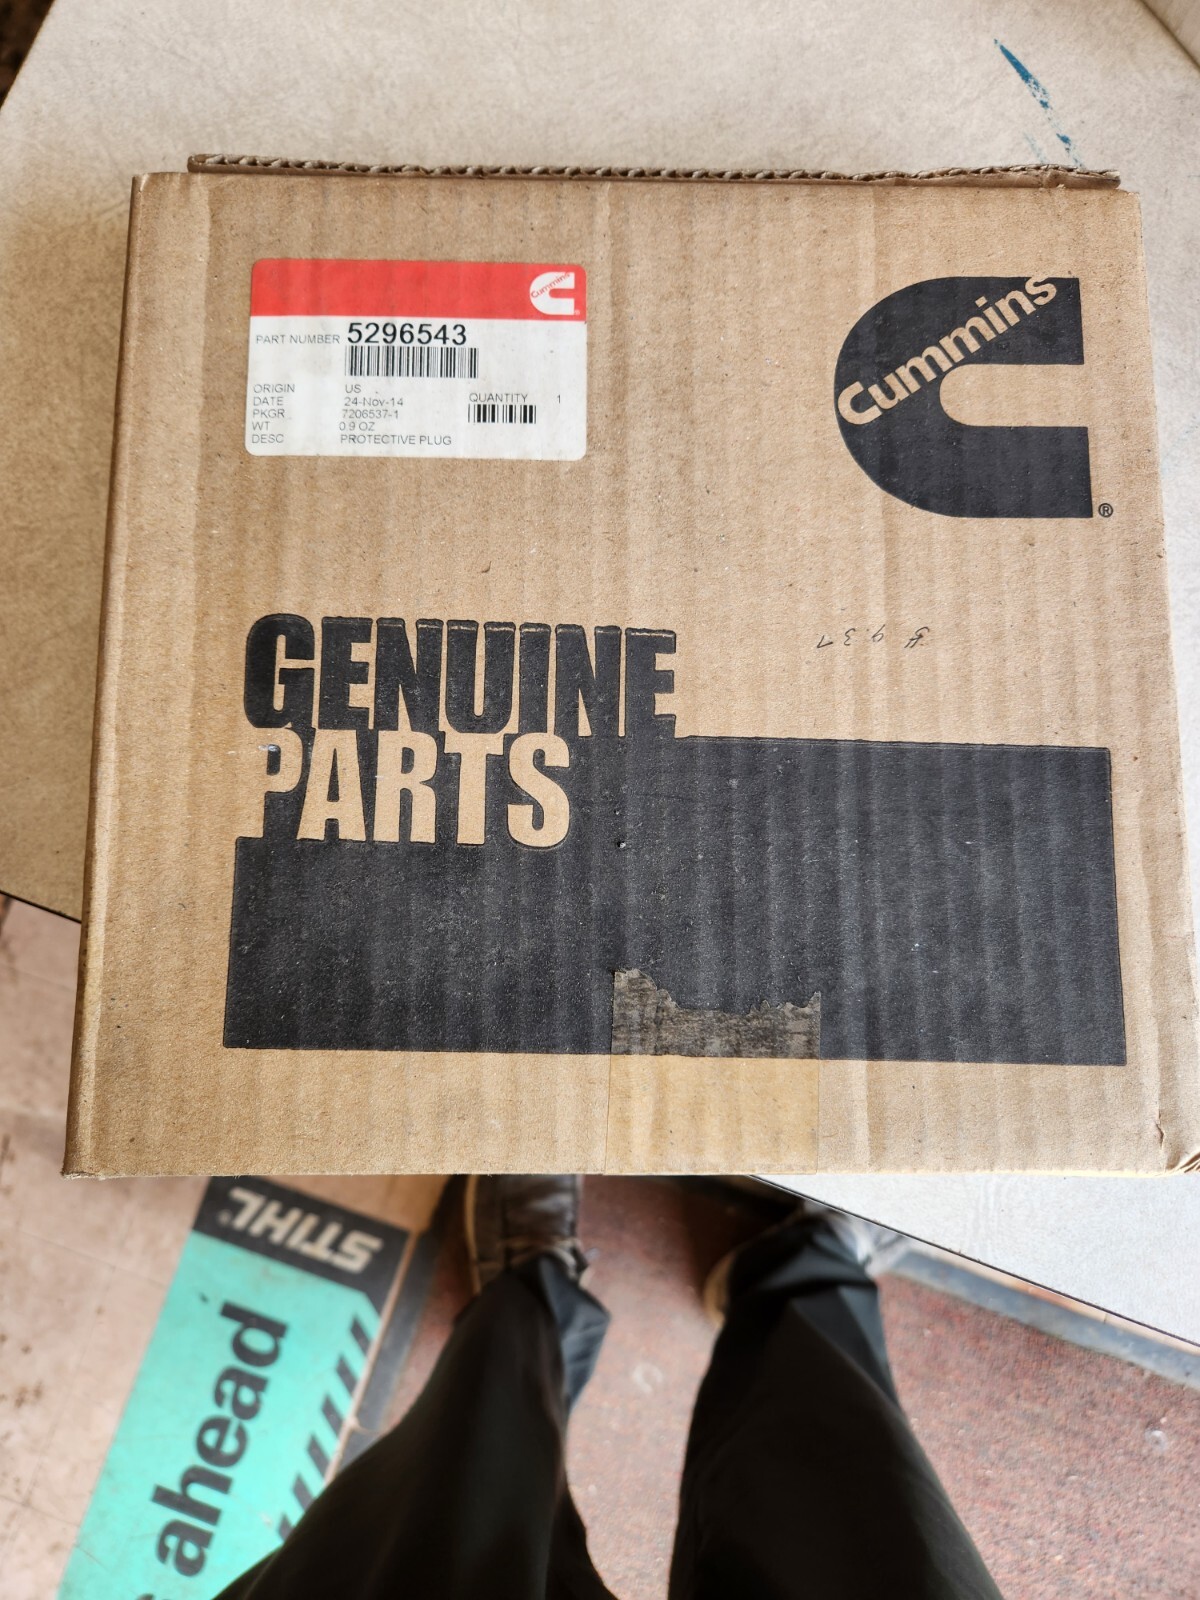 Cummins
PART NUMBER 5296543
ORIGIN US
DATE 24-Nov-14 QUANTITY 1
PKGR 7206537-1
WT 0.9 OZ
DESC PROTECTIVE PLUG
Cummins
®
GENUINE
PARTS
STIHL®
ahead